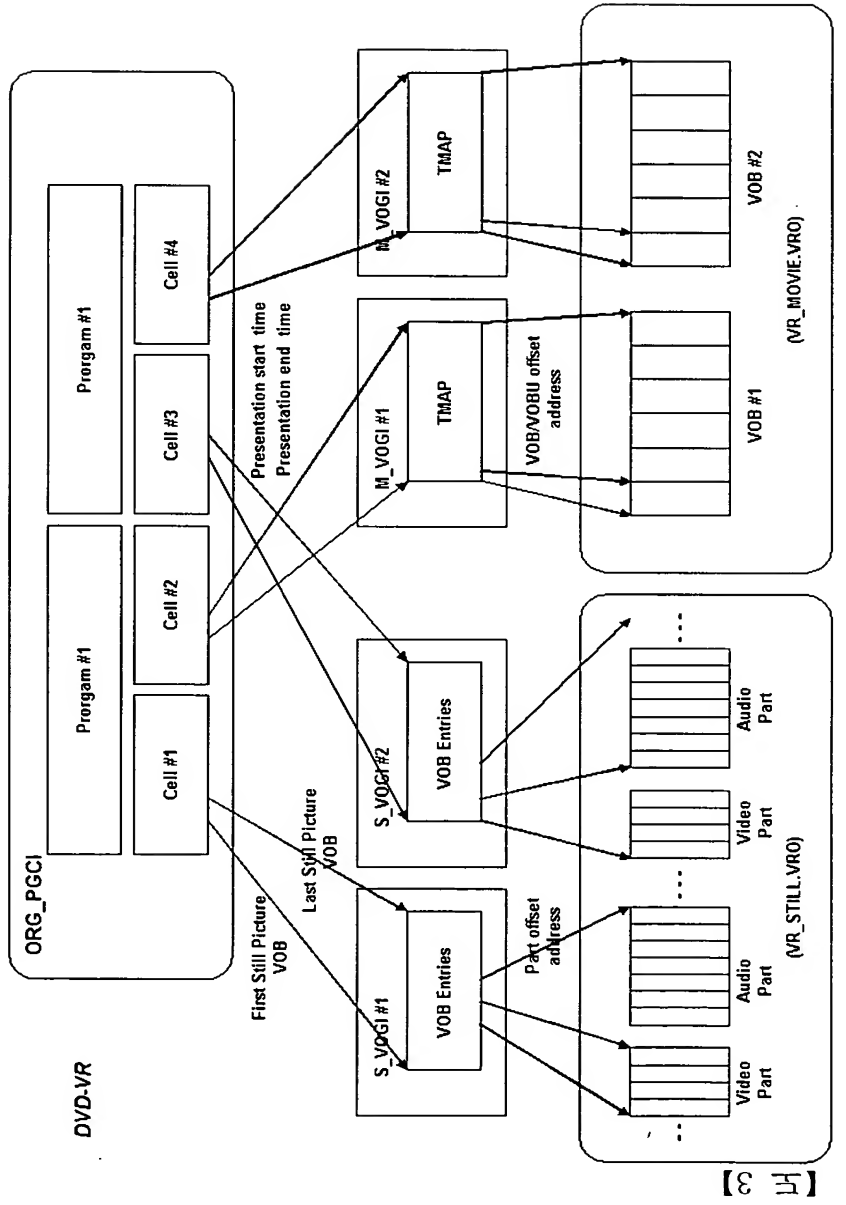 DVD-VR
ORG_PGCI
Prorgam #1
Prorgam #1
Cell #1
Cell #2
Cell #3
Cell #4
First Still Picture
VOB
Last Still Picture
VOB
Presentation start time
Presentation end time
S_VOGI #1
VOB Entries
S_VOGI #2
VOB Entries
M_VOGI #1
TMAP
M_VOGI #2
TMAP
Part offset
address
VOB/VOBU offset
address
Video
Part
Audio
Part
Video
Part
Audio
Part
(VR_STILL.VRO)
VOB #1
VOB #2
(VR_MOVIE.VRO)
【도 3】